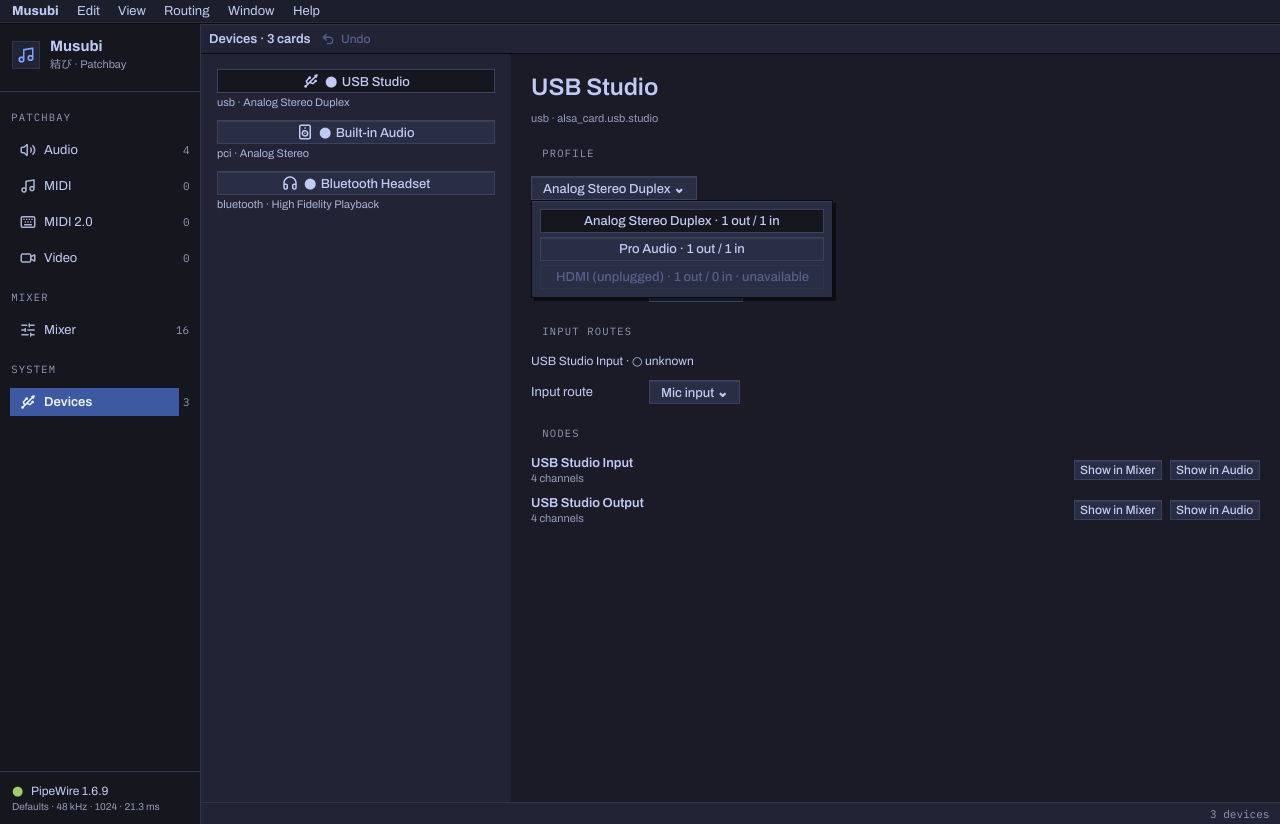 Musubi Edit View Routing Window Help
Musubi
結び · Patchbay
PATCHBAY
Audio 4
MIDI 0
MIDI 2.0 0
Video 0
MIXER
Mixer 16
SYSTEM
Devices 3
PipeWire 1.6.9
Defaults · 48 kHz · 1024 · 21.3 ms
Devices · 3 cards Undo
USB Studio
usb · Analog Stereo Duplex
Built-in Audio
pci · Analog Stereo
Bluetooth Headset
bluetooth · High Fidelity Playback
USB Studio
usb · alsa_card.usb.studio
PROFILE
Analog Stereo Duplex
Analog Stereo Duplex · 1 out / 1 in
Pro Audio · 1 out / 1 in
HDMI (unplugged) · 1 out / 0 in · unavailable
INPUT ROUTES
USB Studio Input · ○ unknown
Input route Mic input
NODES
USB Studio Input
4 channels
Show in Mixer Show in Audio
USB Studio Output
4 channels
Show in Mixer Show in Audio
3 devices